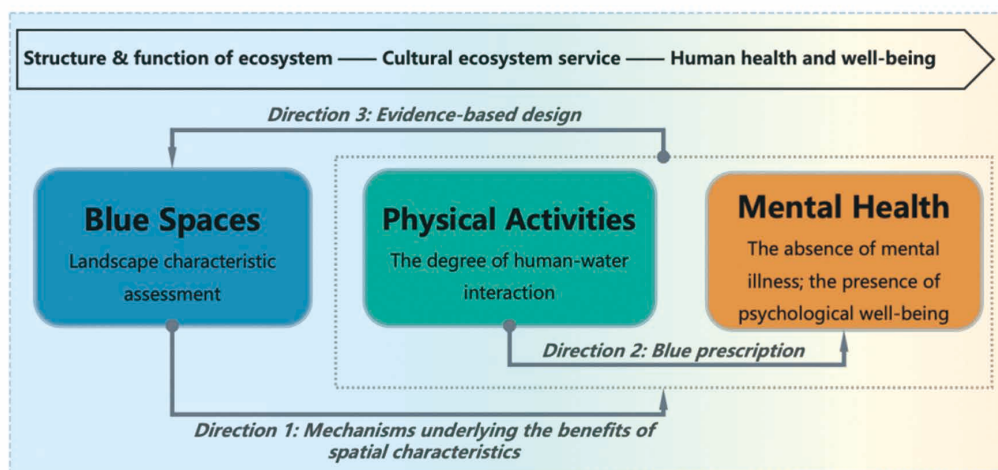 Structure & function of ecosystem —— Cultural ecosystem service —— Human health and well-being
Direction 3: Evidence-based design
Blue Spaces
Landscape characteristic
assessment
Physical Activities
The degree of human-water
interaction
Mental Health
The absence of mental
illness; the presence of
psychological well-being
Direction 2: Blue prescription
Direction 1: Mechanisms underlying the benefits of
spatial characteristics